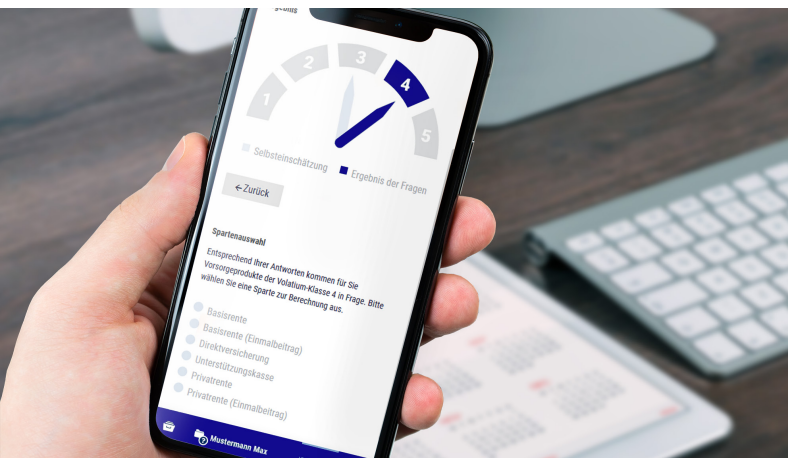 1
2
3
4
5
Selbsteinschätzung
Ergebnis der Fragen
←Zurück
Spartenauswahl
Entsprechend Ihrer Antworten kommen für Sie
Vorsorgeprodukte der Volatium-Klasse 4 in Frage. Bitte
wählen Sie eine Sparte zur Berechnung aus.
Basisrente
Basisrente (Einmalbeitrag)
Direktversicherung
Unterstützungskasse
Privatrente
Privatrente (Einmalbeitrag)
Mustermann Max